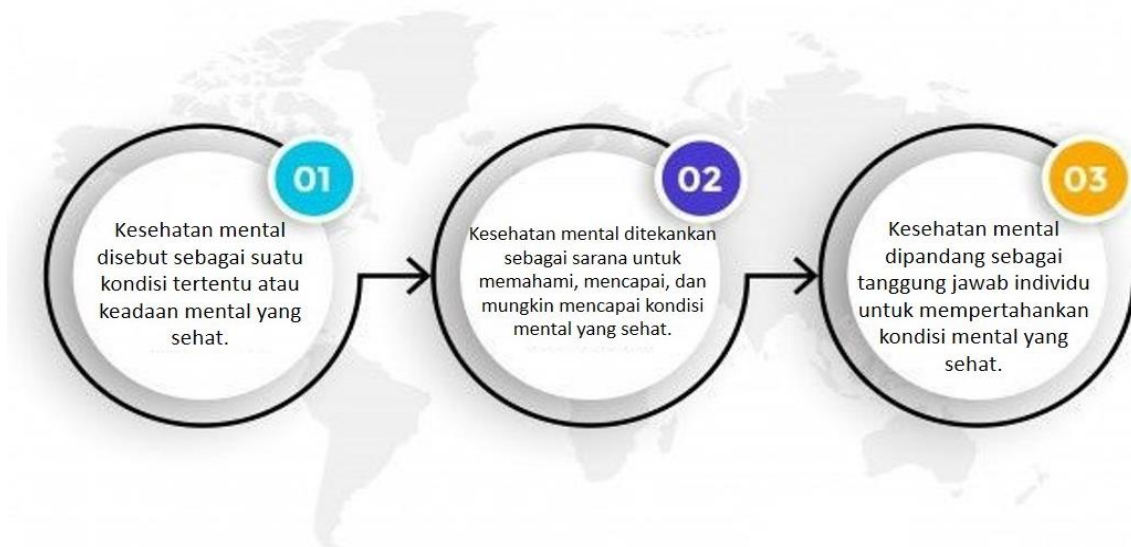 01
Kesehatan mental
disebut sebagai suatu
kondisi tertentu atau
keadaan mental yang
sehat.
02
Kesehatan mental ditekankan
sebagai sarana untuk
memahami, mencapai, dan
mungkin mencapai kondisi
mental yang sehat.
03
Kesehatan mental
dipandang sebagai
tanggung jawab individu
untuk mempertahankan
kondisi mental yang
sehat.